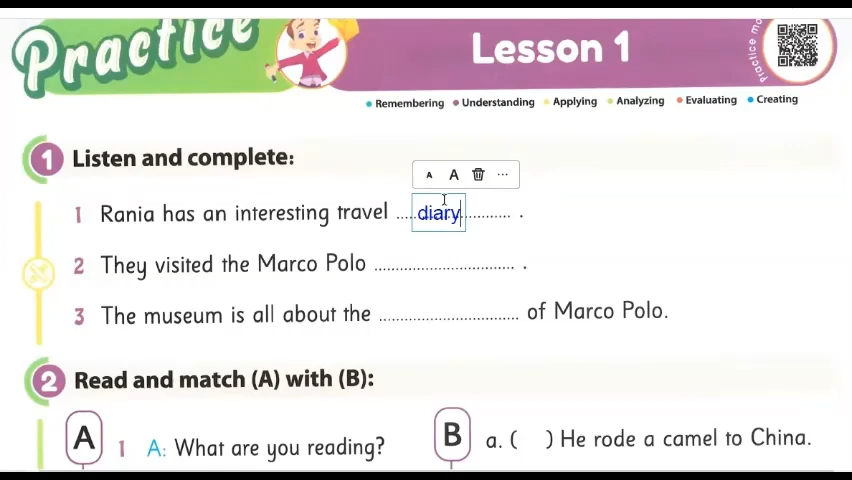 Practice
Lesson 1
Practice mo
Remembering Understanding Applying Analyzing Evaluating Creating
1 Listen and complete:
A A ...
1 Rania has an interesting travel .... diary ............ .
2 They visited the Marco Polo ................................. .
3 The museum is all about the ................................. of Marco Polo.
2 Read and match (A) with (B):
A
1 A: What are you reading?
B
a. ( ) He rode a camel to China.